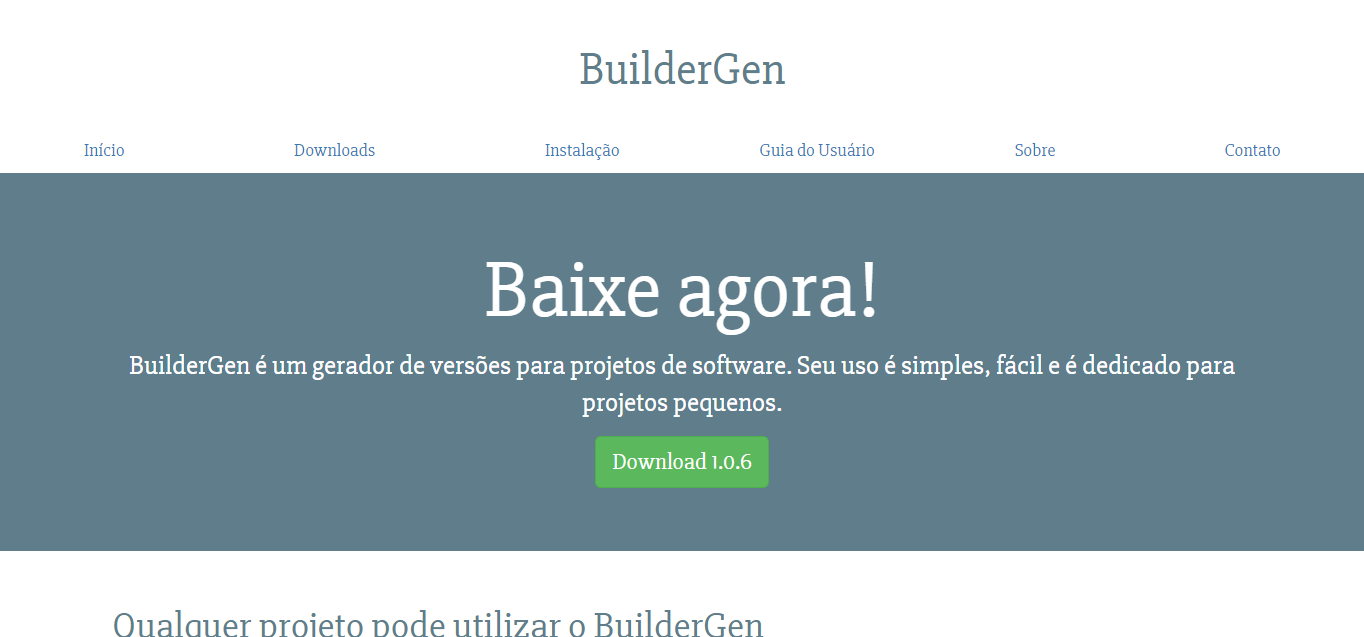 BuilderGen
Início Downloads Instalação Guia do Usuário Sobre Contato
Baixe agora!
BuilderGen é um gerador de versões para projetos de software. Seu uso é simples, fácil e é dedicado para
projetos pequenos.
Download 1.0.6
Qualquer projeto pode utilizar o BuilderGen